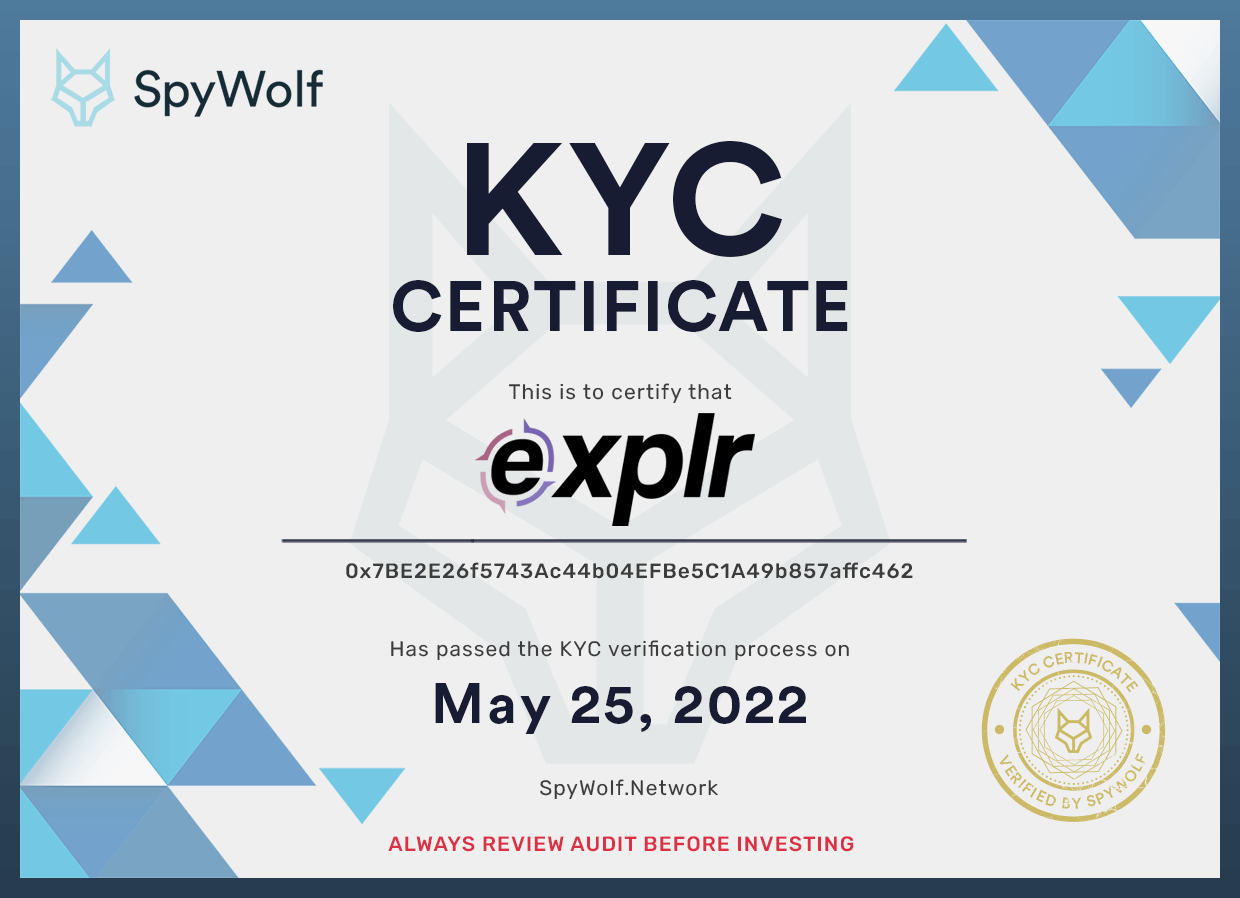 SpyWolf
KYC
CERTIFICATE
This is to certify that
explr
0x7BE2E26f5743Ac44b04EFBe5C1A49b857affc462
Has passed the KYC verification process on
May 25, 2022
SpyWolf.Network
ALWAYS REVIEW AUDIT BEFORE INVESTING
KYC CERTIFICATE
VERIFIED BY SPYWOLF